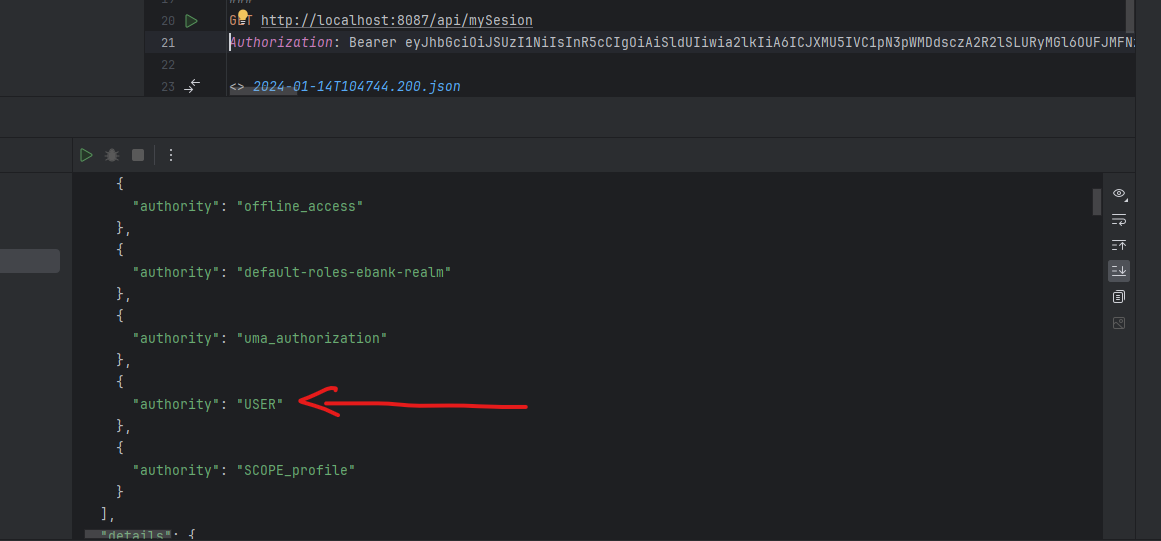 20 GET http://localhost:8087/api/mySesion
21 Authorization: Bearer eyJhbGciOiJSUzI1NiIsInR5cCIgOiAiSldUIiwia2lkIiA6ICJXMU5IVC1pN3pWMDdsczA2R2lSLURyMGl6OUFJMFN
22
23 <> 2024-01-14T104744.200.json
{
"authority": "offline_access"
},
{
"authority": "default-roles-ebank-realm"
},
{
"authority": "uma_authorization"
},
{
"authority": "USER"
},
{
"authority": "SCOPE_profile"
}
],
"details": {